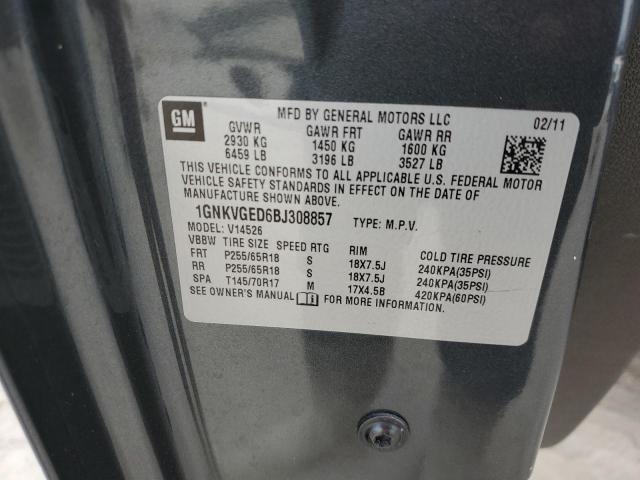 GM
MFD BY GENERAL MOTORS LLC 02/11
GVWR GAWR FRT GAWR RR
2930 KG 1450 KG 1600 KG
6459 LB 3196 LB 3527 LB
THIS VEHICLE CONFORMS TO ALL APPLICABLE U.S. FEDERAL MOTOR
VEHICLE SAFETY STANDARDS IN EFFECT ON THE DATE OF
MANUFACTURE SHOWN ABOVE.
1GNKVGED6BJ308857 TYPE: M.P.V.
MODEL: V14526
VBBW TIRE SIZE SPEED RTG RIM COLD TIRE PRESSURE
FRT P255/65R18 S 18X7.5J 240KPA(35PSI)
RR P255/65R18 S 18X7.5J 240KPA(35PSI)
SPA T145/70R17 M 17X4.5B 420KPA(60PSI)
SEE OWNER'S MANUAL FOR MORE INFORMATION.